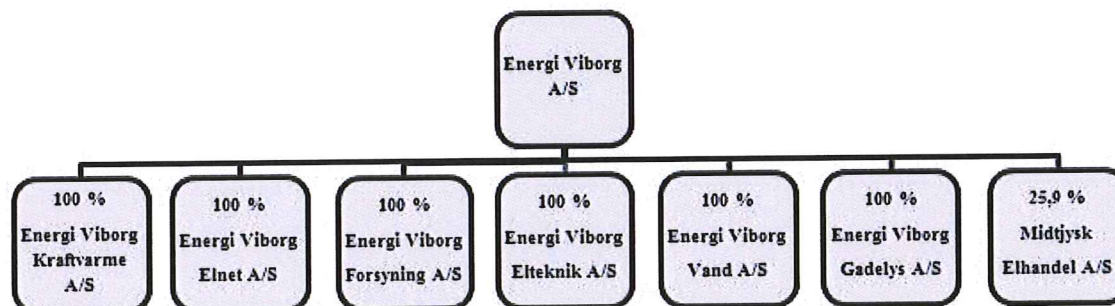 Energi Viborg
A/S
100 %
Energi Viborg
Kraftvarme
A/S
100 %
Energi Viborg
Elnet A/S
100 %
Energi Viborg
Forsyning A/S
100 %
Energi Viborg
Elteknik A/S
100 %
Energi Viborg
Vand A/S
100 %
Energi Viborg
Gadelys A/S
25,9 %
Midtjysk
Elhandel A/S